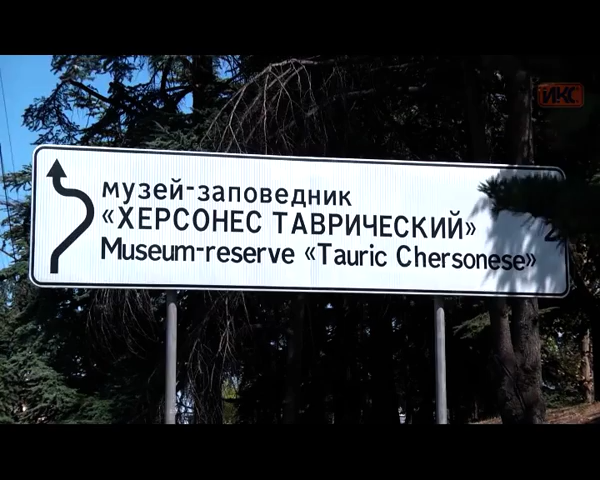 ИКС
музей-заповедник
«ХЕРСОНЕС ТАВРИЧЕСКИЙ»
Museum-reserve «Tauric Chersonese»